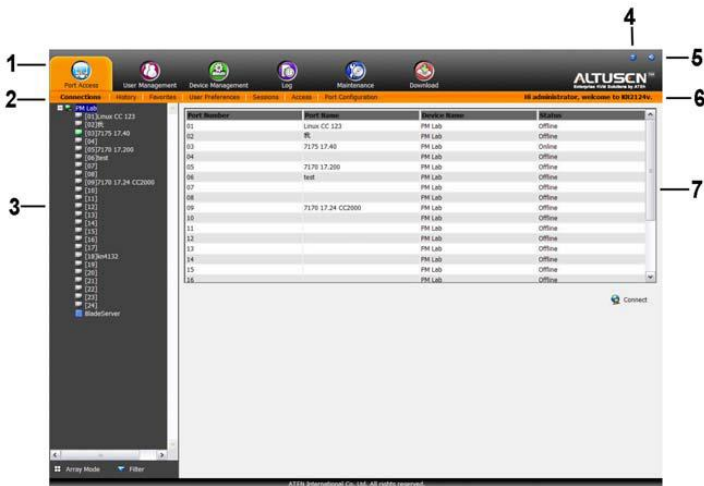 4
5
1
Port Access User Management Device Management Log Maintenance Download
ALTUSEN™
Enterprise KVM Solutions by ATEN
2
Connections History Favorites User Preferences Sessions Access Port Configuration
Hi administrator, welcome to KN2124v.
6
PM Lab
[01]Linux CC 123
[03]7175 17.40
[04]
[05]7170 17.200
[06]test
[07]
[08]
[09]7170 17.24 CC2000
[10]
[11]
[12]
[13]
[14]
[15]
[16]
[17]
[18]kn4132
[19]
[20]
[21]
[22]
[23]
[24]
BladeServer
3
Port Number Port Name Device Name Status
01 Linux CC 123 PM Lab Offline
02 PM Lab Offline
03 7175 17.40 PM Lab Online
04 PM Lab Offline
05 7170 17.200 PM Lab Offline
06 test PM Lab Offline
07 PM Lab Offline
08 PM Lab Offline
09 7170 17.24 CC2000 PM Lab Offline
10 PM Lab Offline
11 PM Lab Offline
12 PM Lab Offline
13 PM Lab Offline
14 PM Lab Offline
15 PM Lab Offline
16 PM Lab Offline
7
Connect
Array Mode Filter
ATEN International Co. Ltd. All rights reserved.